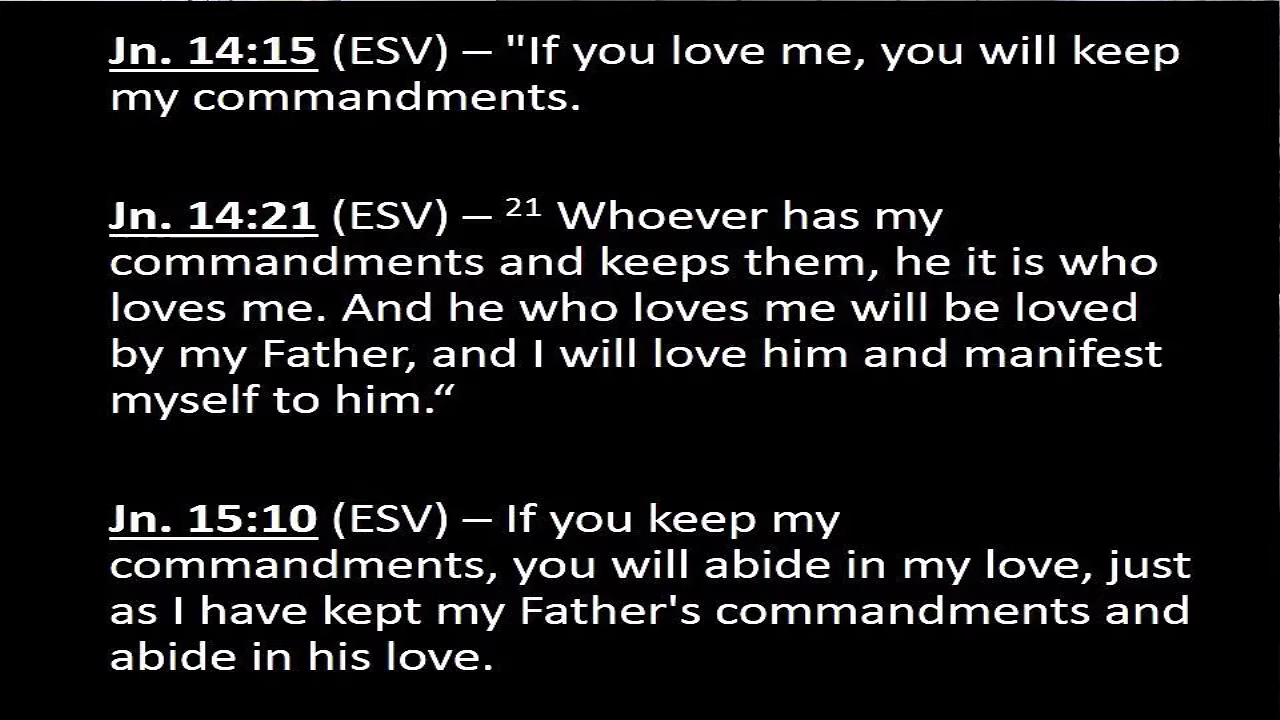 Jn. 14:15 (ESV) – "If you love me, you will keep
my commandments.
Jn. 14:21 (ESV) – 21 Whoever has my
commandments and keeps them, he it is who
loves me. And he who loves me will be loved
by my Father, and I will love him and manifest
myself to him.“
Jn. 15:10 (ESV) – If you keep my
commandments, you will abide in my love, just
as I have kept my Father's commandments and
abide in his love.